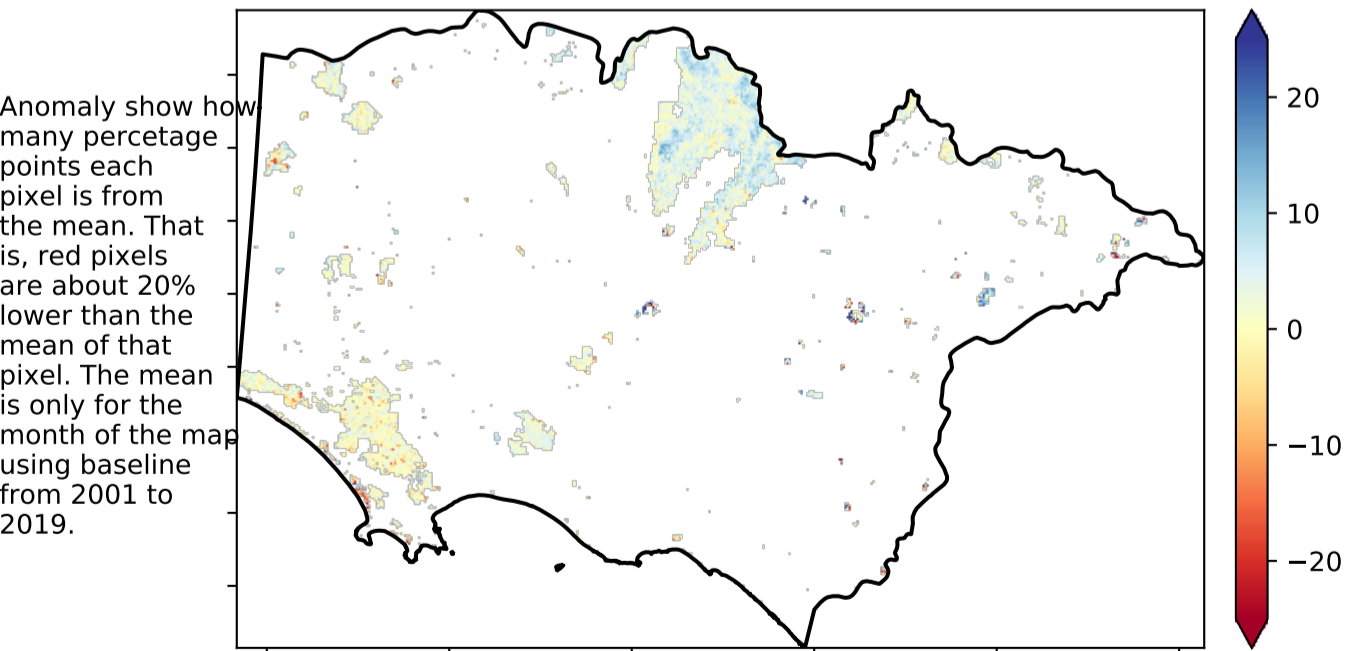 Anomaly show how
many percetage
points each
pixel is from
the mean. That
is, red pixels
are about 20%
lower than the
mean of that
pixel. The mean
is only for the
month of the map
using baseline
from 2001 to
2019.
20
10
0
−10
−20